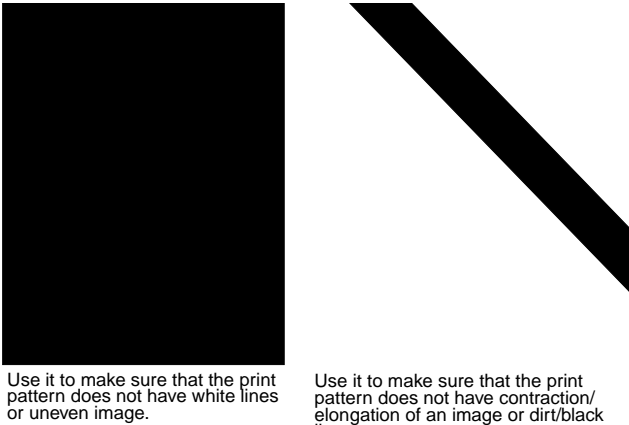 Use it to make sure that the print
pattern does not have white lines
or uneven image.
Use it to make sure that the print
pattern does not have contraction/
elongation of an image or dirt/black